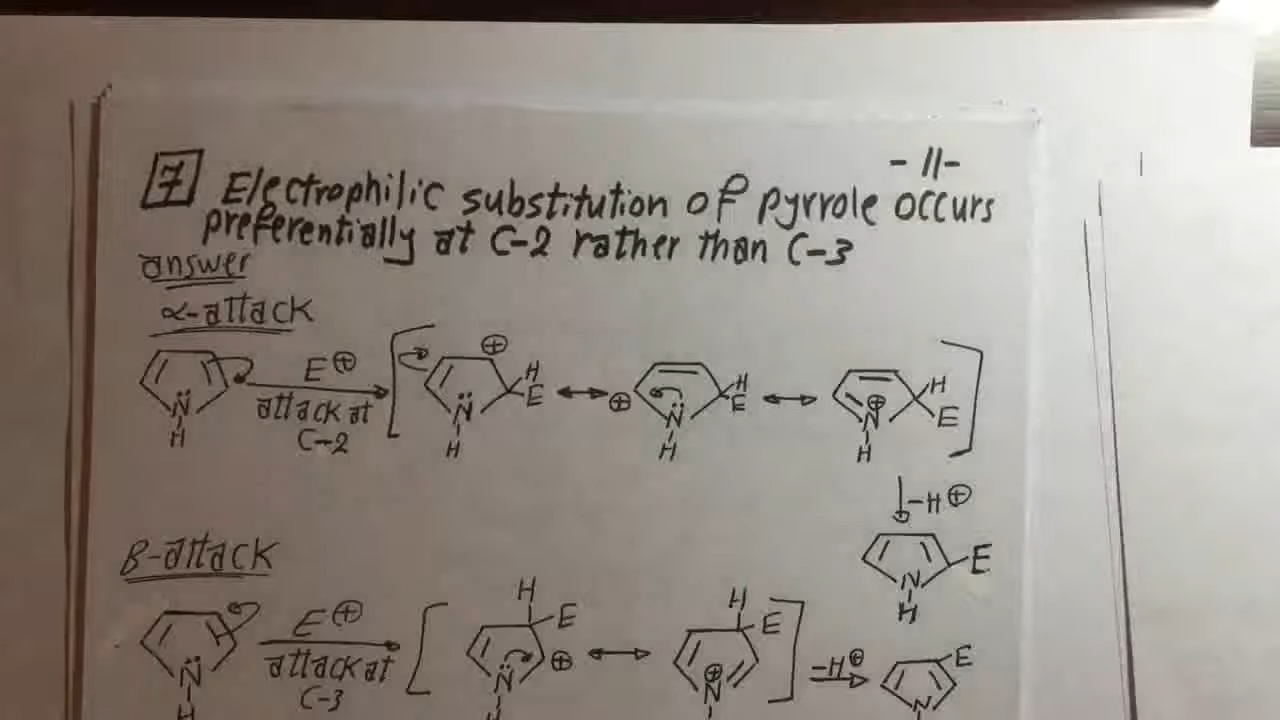 - 11-
7 Electrophilic substitution of pyrrole occurs
preferentially at C-2 rather than C-3
answer
α-attack
E⊕
attack at
C-2
N
H
⊕
H
E
N
H
⊕
H
E
N
H
H
E
N⊕
H
-H⊕
E
N
H
β-attack
E⊕
attack at
C-3
N
H
H
E
⊕
N
H
H
E
⊕
N
-H⊕
E
N